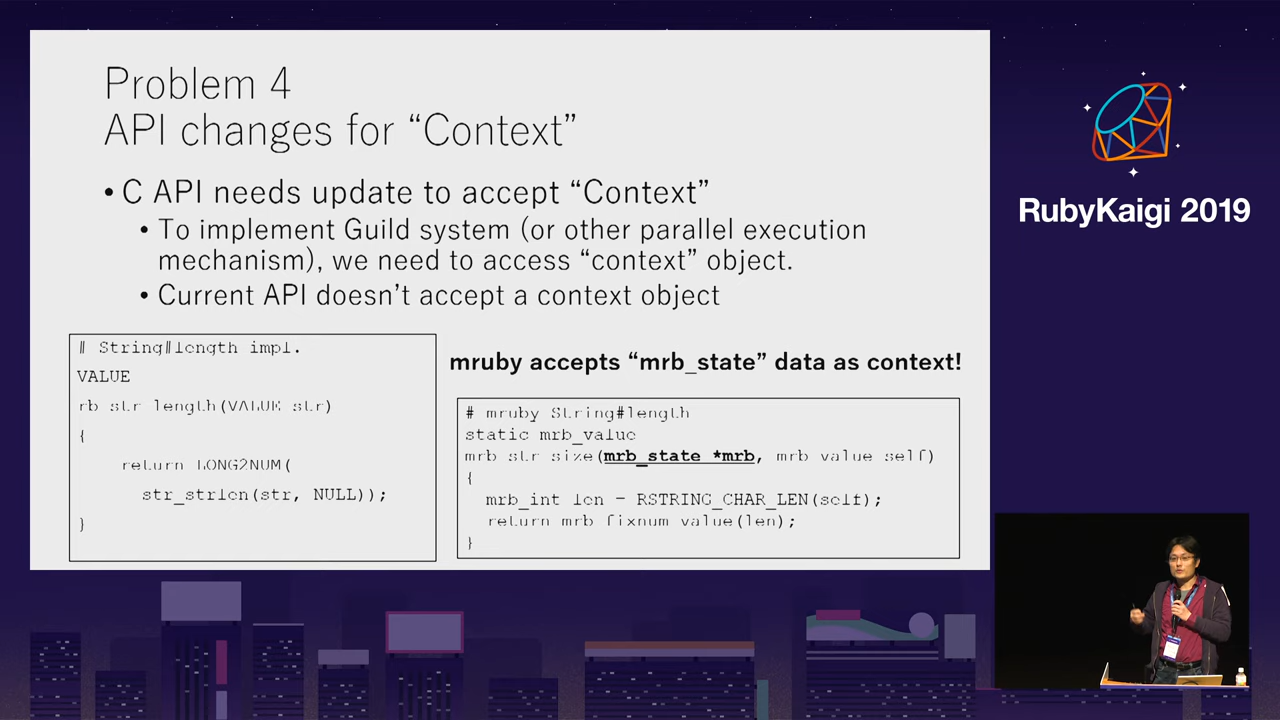 Problem 4
API changes for “Context”
• C API needs update to accept “Context”
• To implement Guild system (or other parallel execution
mechanism), we need to access “context” object.
• Current API doesn’t accept a context object
# String#length impl.
VALUE
rb_str_length(VALUE str)
{
return LONG2NUM(
str_strlen(str, NULL));
}
mruby accepts “mrb_state” data as context!
# mruby String#length
static mrb_value
mrb_str_size(mrb_state *mrb, mrb_value self)
{
mrb_int len = RSTRING_CHAR_LEN(self);
return mrb_fixnum_value(len);
}
RubyKaigi 2019